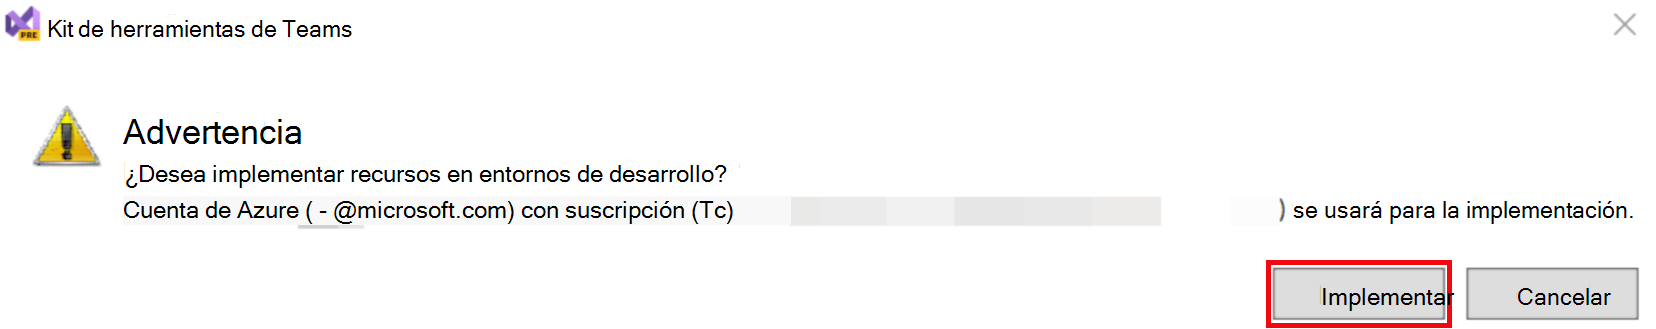 PRE
Kit de herramientas de Teams
Advertencia
¿Desea implementar recursos en entornos de desarrollo?
Cuenta de Azure ( - @microsoft.com) con suscripción (Tc) ) se usará para la implementación.
Implementar
Cancelar